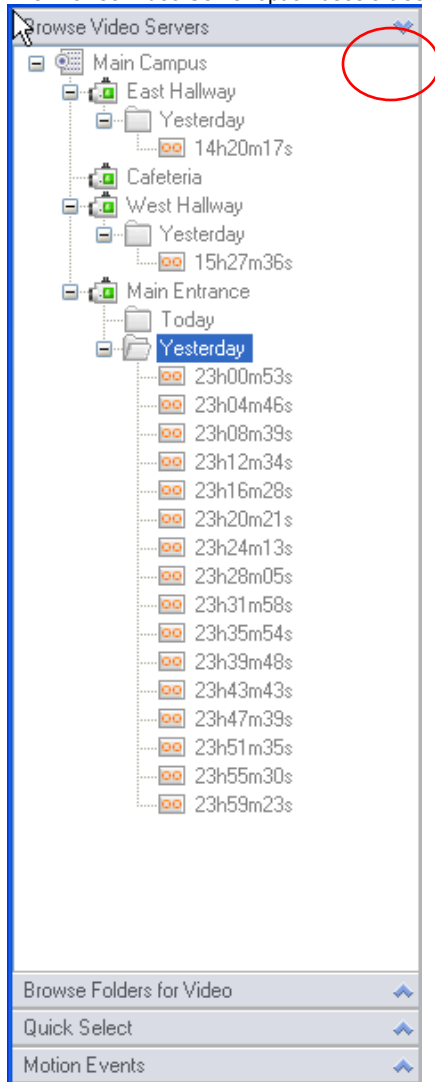 Browse Video Servers
Main Campus
East Hallway
Yesterday
14h20m17s
Cafeteria
West Hallway
Yesterday
15h27m36s
Main Entrance
Today
Yesterday
23h00m53s
23h04m46s
23h08m39s
23h12m34s
23h16m28s
23h20m21s
23h24m13s
23h28m05s
23h31m58s
23h35m54s
23h39m48s
23h43m43s
23h47m39s
23h51m35s
23h55m30s
23h59m23s
Browse Folders for Video
Quick Select
Motion Events